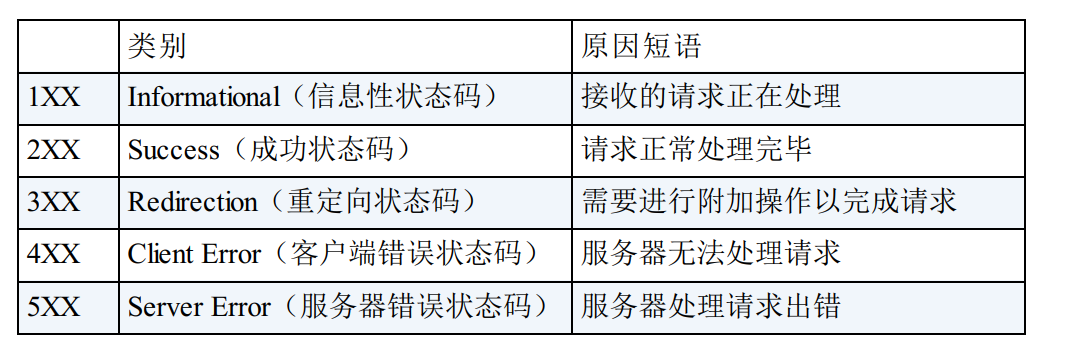 类别 原因短语
1XX Informational（信息性状态码） 接收的请求正在处理
2XX Success（成功状态码） 请求正常处理完毕
3XX Redirection（重定向状态码） 需要进行附加操作以完成请求
4XX Client Error（客户端错误状态码） 服务器无法处理请求
5XX Server Error（服务器错误状态码） 服务器处理请求出错